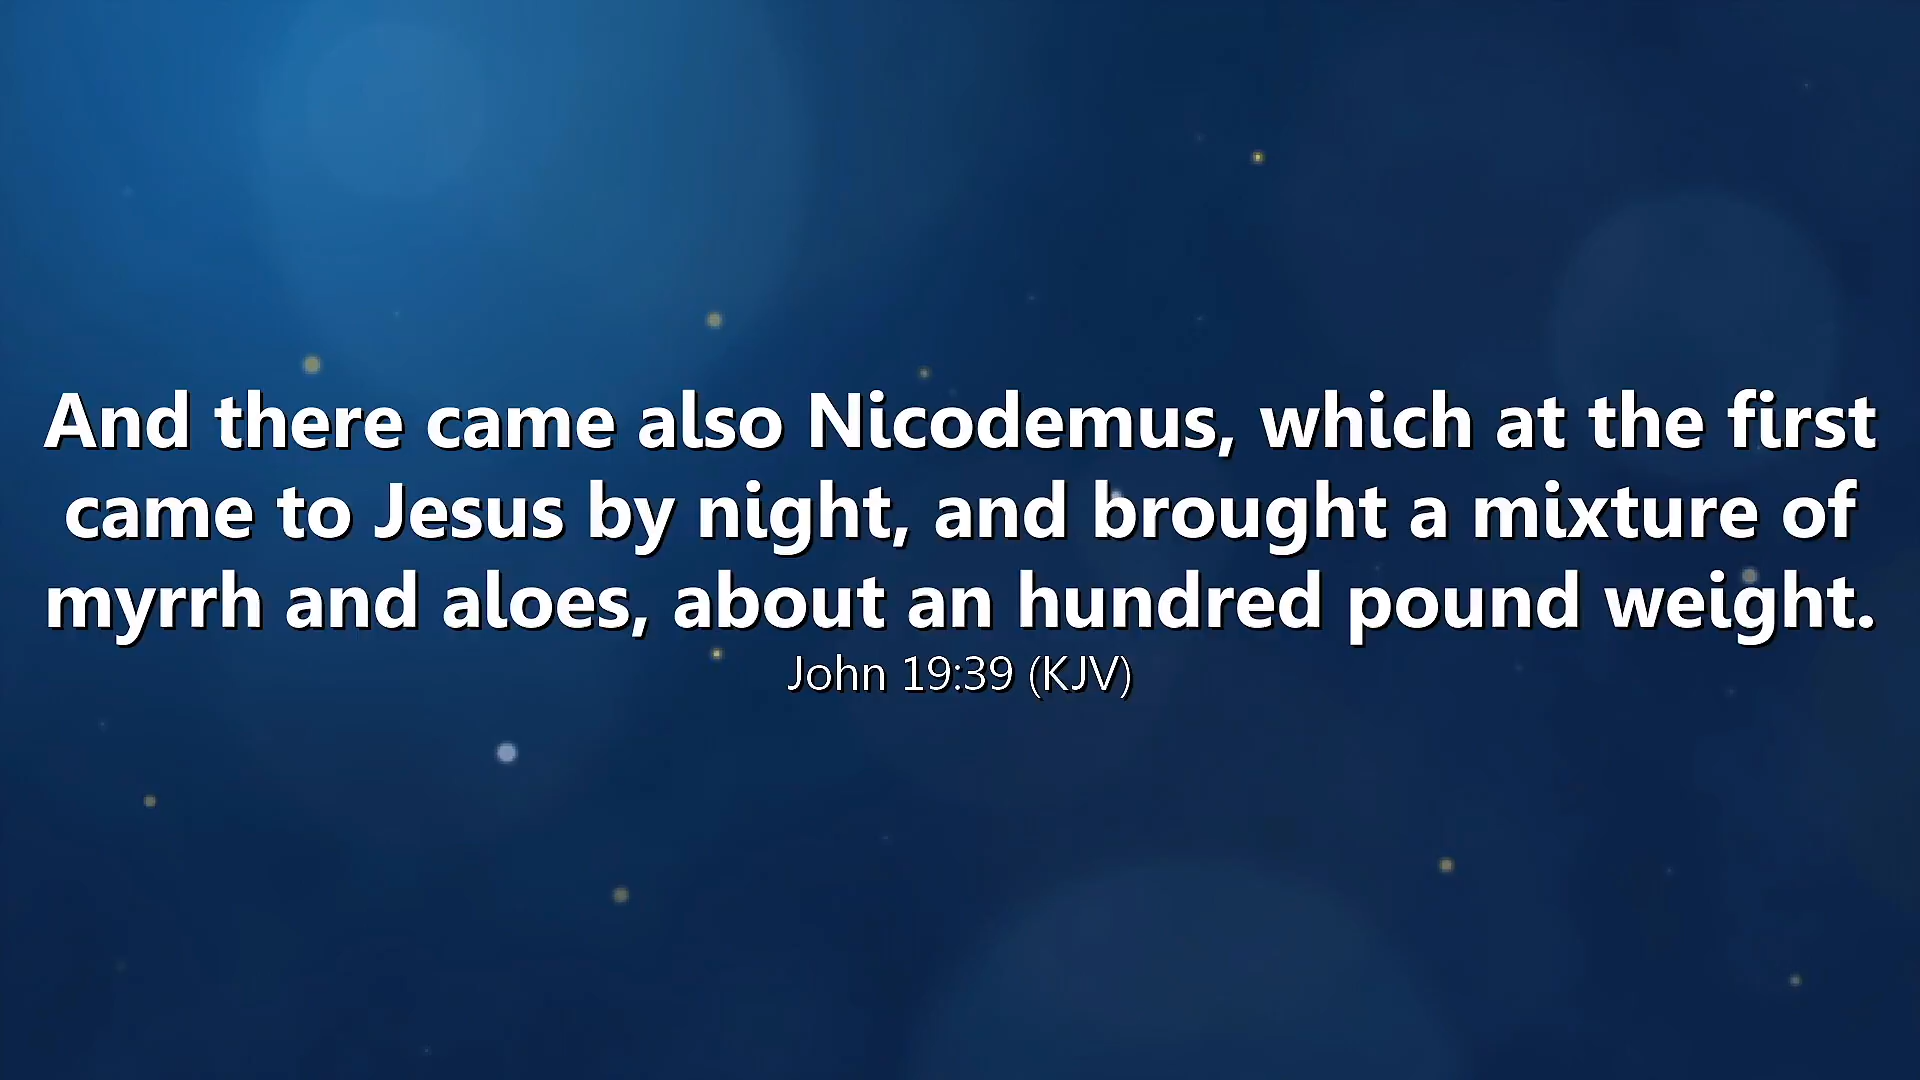 And there came also Nicodemus, which at the first
came to Jesus by night, and brought a mixture of
myrrh and aloes, about an hundred pound weight.
John 19:39 (KJV)